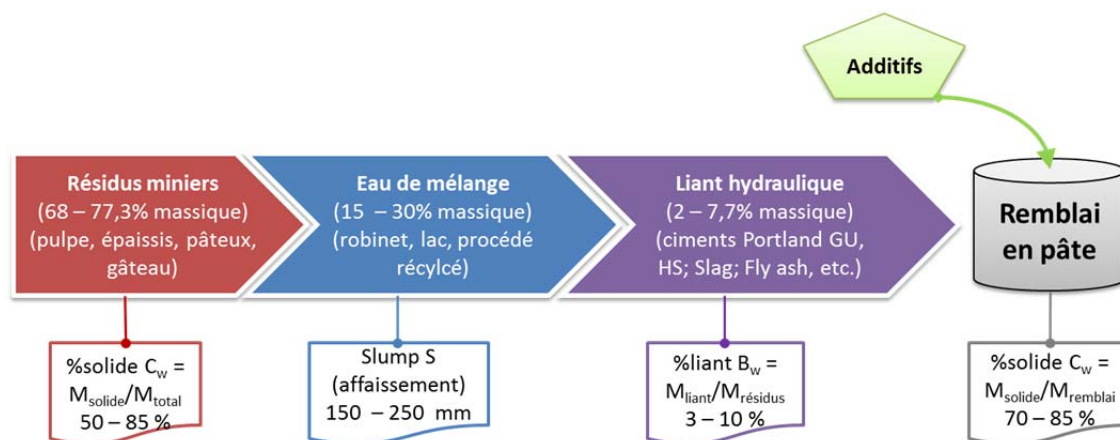 Additifs
Résidus miniers
(68 – 77,3% massique)
(pulpe, épaissis, pâteux,
gâteau)
Eau de mélange
(15 – 30% massique)
(robinet, lac, procédé
récylcé)
Liant hydraulique
(2 – 7,7% massique)
(ciments Portland GU,
HS; Slag; Fly ash, etc.)
Remblai
en pâte
%solide Cw =
Msolide/Mtotal
50 – 85 %
Slump S
(affaissement)
150 – 250 mm
%liant Bw =
Mliant/Mrésidus
3 – 10 %
%solide Cw =
Msolide/Mremblai
70 – 85 %